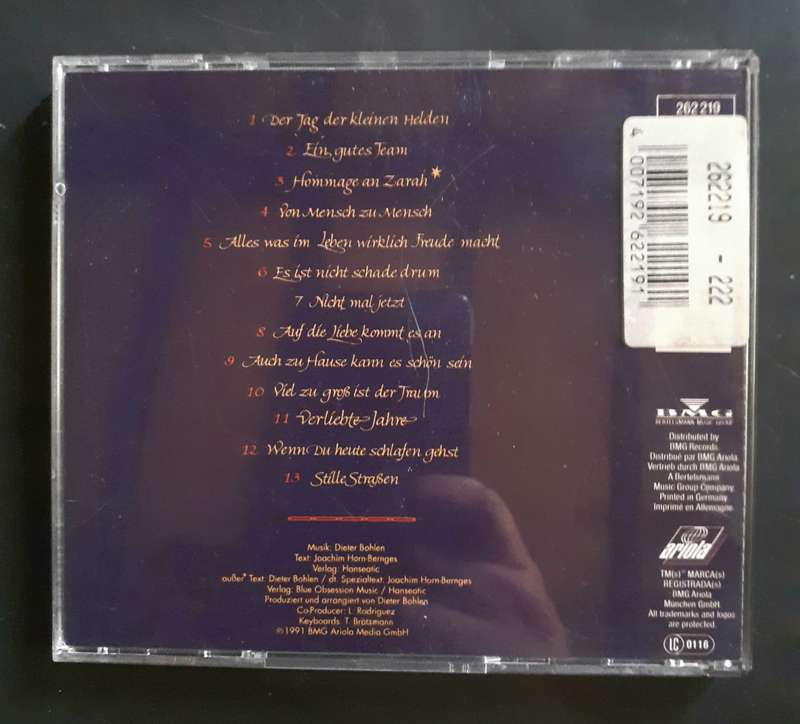 1 Der Tag der kleinen Helden
2 Ein gutes Team
3 Hommage an Zarah*
4 Von Mensch zu Mensch
5 Alles was im Leben wirklich Freude macht
6 Es ist nicht schade drum
7 Nicht mal jetzt
8 Auf die Liebe kommt es an
9 Auch zu Hause kann es schön sein
10 Viel zu groß ist der Traum
11 Verliebte Jahre
12 Wenn Du heute schlafen gehst
13 Stille Straßen
Musik: Dieter Bohlen
Text: Joachim Horn-Bernges
Verlag: Hanseatic
außer* Text: Dieter Bohlen / dt. Spezialtext: Joachim Horn-Bernges
Verlag: Blue Obsession Music / Hanseatic
Produziert und arrangiert von Dieter Bohlen
Co-Producer: L. Rodriguez
Keyboards: T. Brötzmann
©1991 BMG Ariola Media GmbH
262 219
262219 - 222
4 007192 622191
BMG
BERTELSMANN MUSIC GROUP
Distributed by
BMG Records
Distribué par BMG Ariola
Vertrieb durch BMG Ariola
A Bertelsmann
Music Group Company.
Printed in Germany
Imprimé en Allemagne
ariola
TM(s)® MARCA(s)
REGISTRADA(s)
BMG Ariola
München GmbH
All trademarks and logos
are protected.
LC 0116